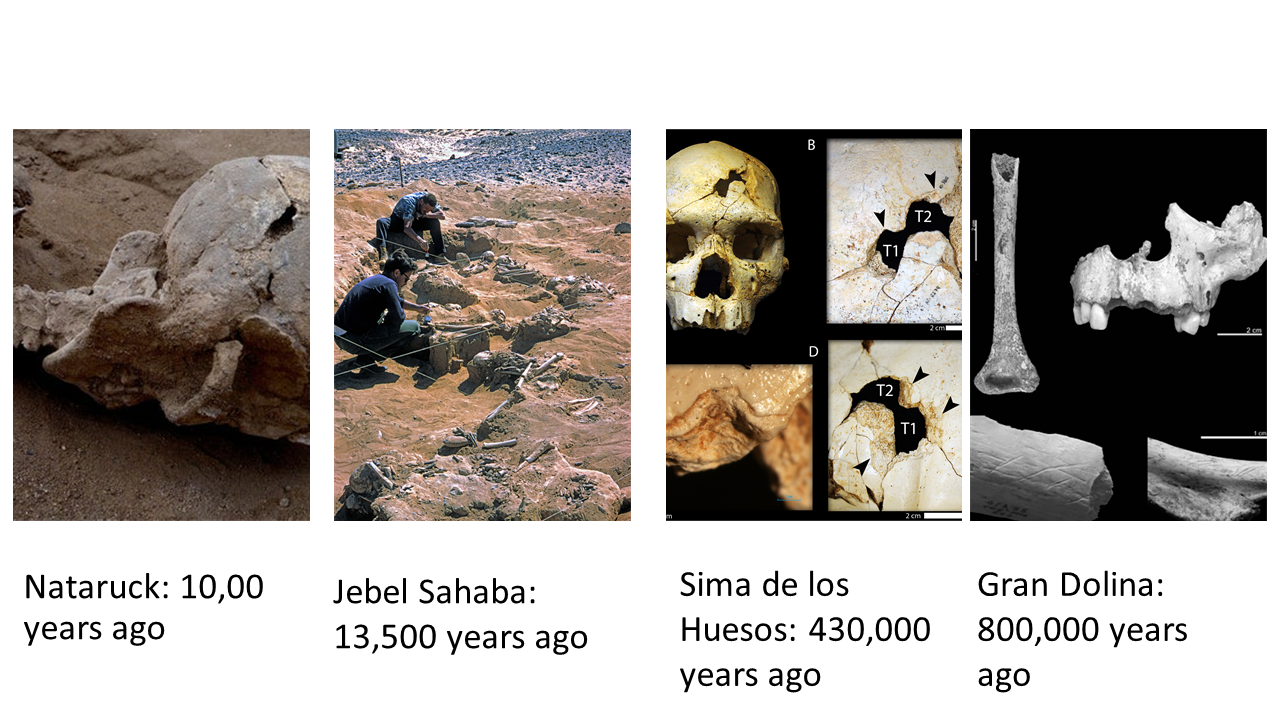 B
T2
T1
2 cm
D
T2
T1
2 cm
2 cm
1 cm
Nataruck: 10,00
years ago
Jebel Sahaba:
13,500 years ago
Sima de los
Huesos: 430,000
years ago
Gran Dolina:
800,000 years
ago